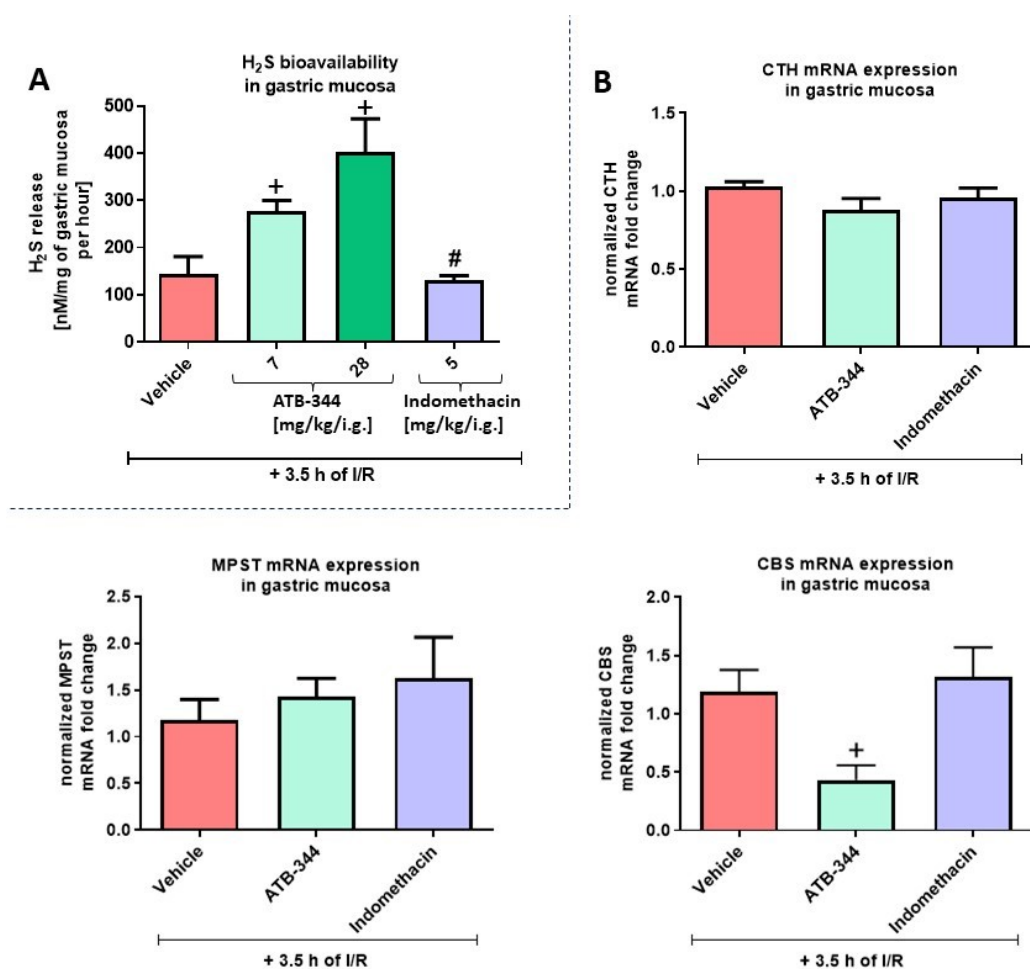 A
H₂S bioavailability
in gastric mucosa
H₂S release
[nM/mg of gastric mucosa
per hour]
500
400
300
200
100
0
+
+
#
Vehicle
7
28
5
ATB-344
[mg/kg/i.g.]
Indomethacin
[mg/kg/i.g.]
+ 3.5 h of I/R
B
CTH mRNA expression
in gastric mucosa
normalized CTH
mRNA fold change
1.5
1.0
0.5
0.0
Vehicle
ATB-344
Indomethacin
+ 3.5 h of I/R
MPST mRNA expression
in gastric mucosa
normalized MPST
mRNA fold change
2.5
2.0
1.5
1.0
0.5
0.0
Vehicle
ATB-344
Indomethacin
+ 3.5 h of I/R
CBS mRNA expression
in gastric mucosa
normalized CBS
mRNA fold change
2.0
1.5
1.0
0.5
0.0
+
Vehicle
ATB-344
Indomethacin
+ 3.5 h of I/R